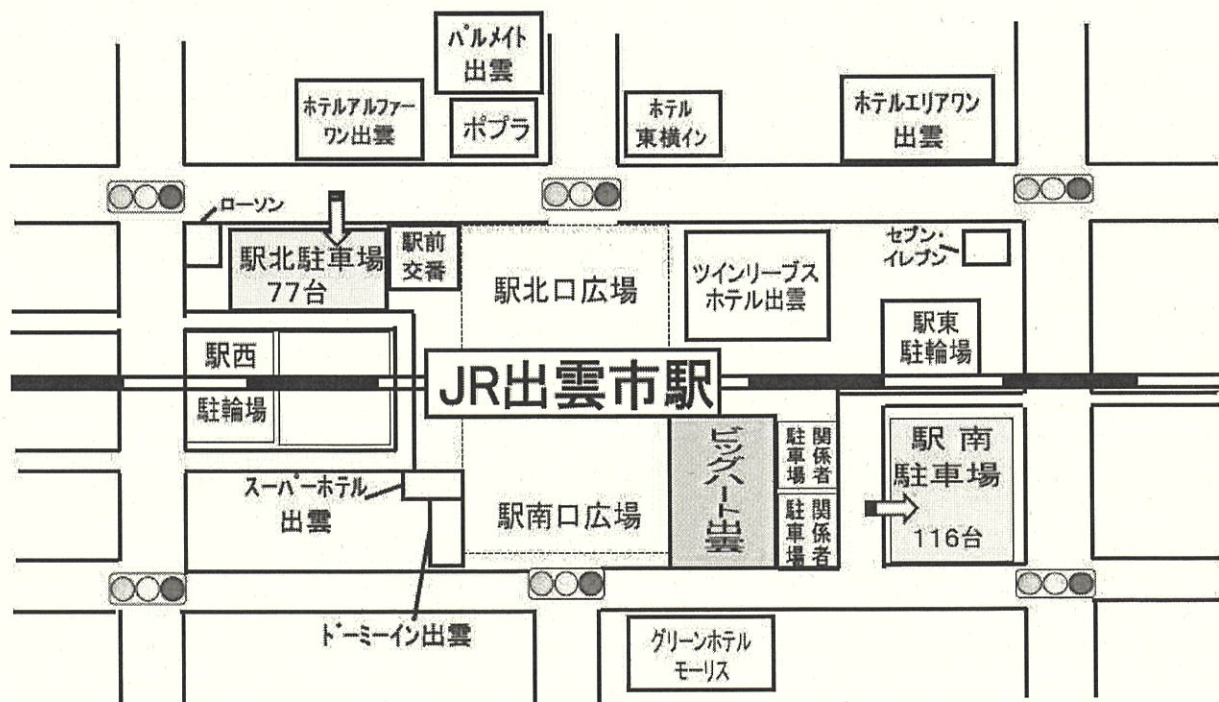 パルメイト
出雲
ホテルアルファー
ワン出雲
ポプラ
ホテル
東横イン
ホテルエリアワン
出雲
ローソン
駅北駐車場
77台
駅前
交番
駅北口広場
ツインリーブス
ホテル出雲
セブン・
イレブン
駅東
駐輪場
駅西
駐輪場
JR出雲市駅
スーパーホテル
出雲
駅南口広場
ビッグハート出雲
関係者
駐車場
関係者
駐車場
駅南
駐車場
116台
ドーミーイン出雲
グリーンホテル
モーリス